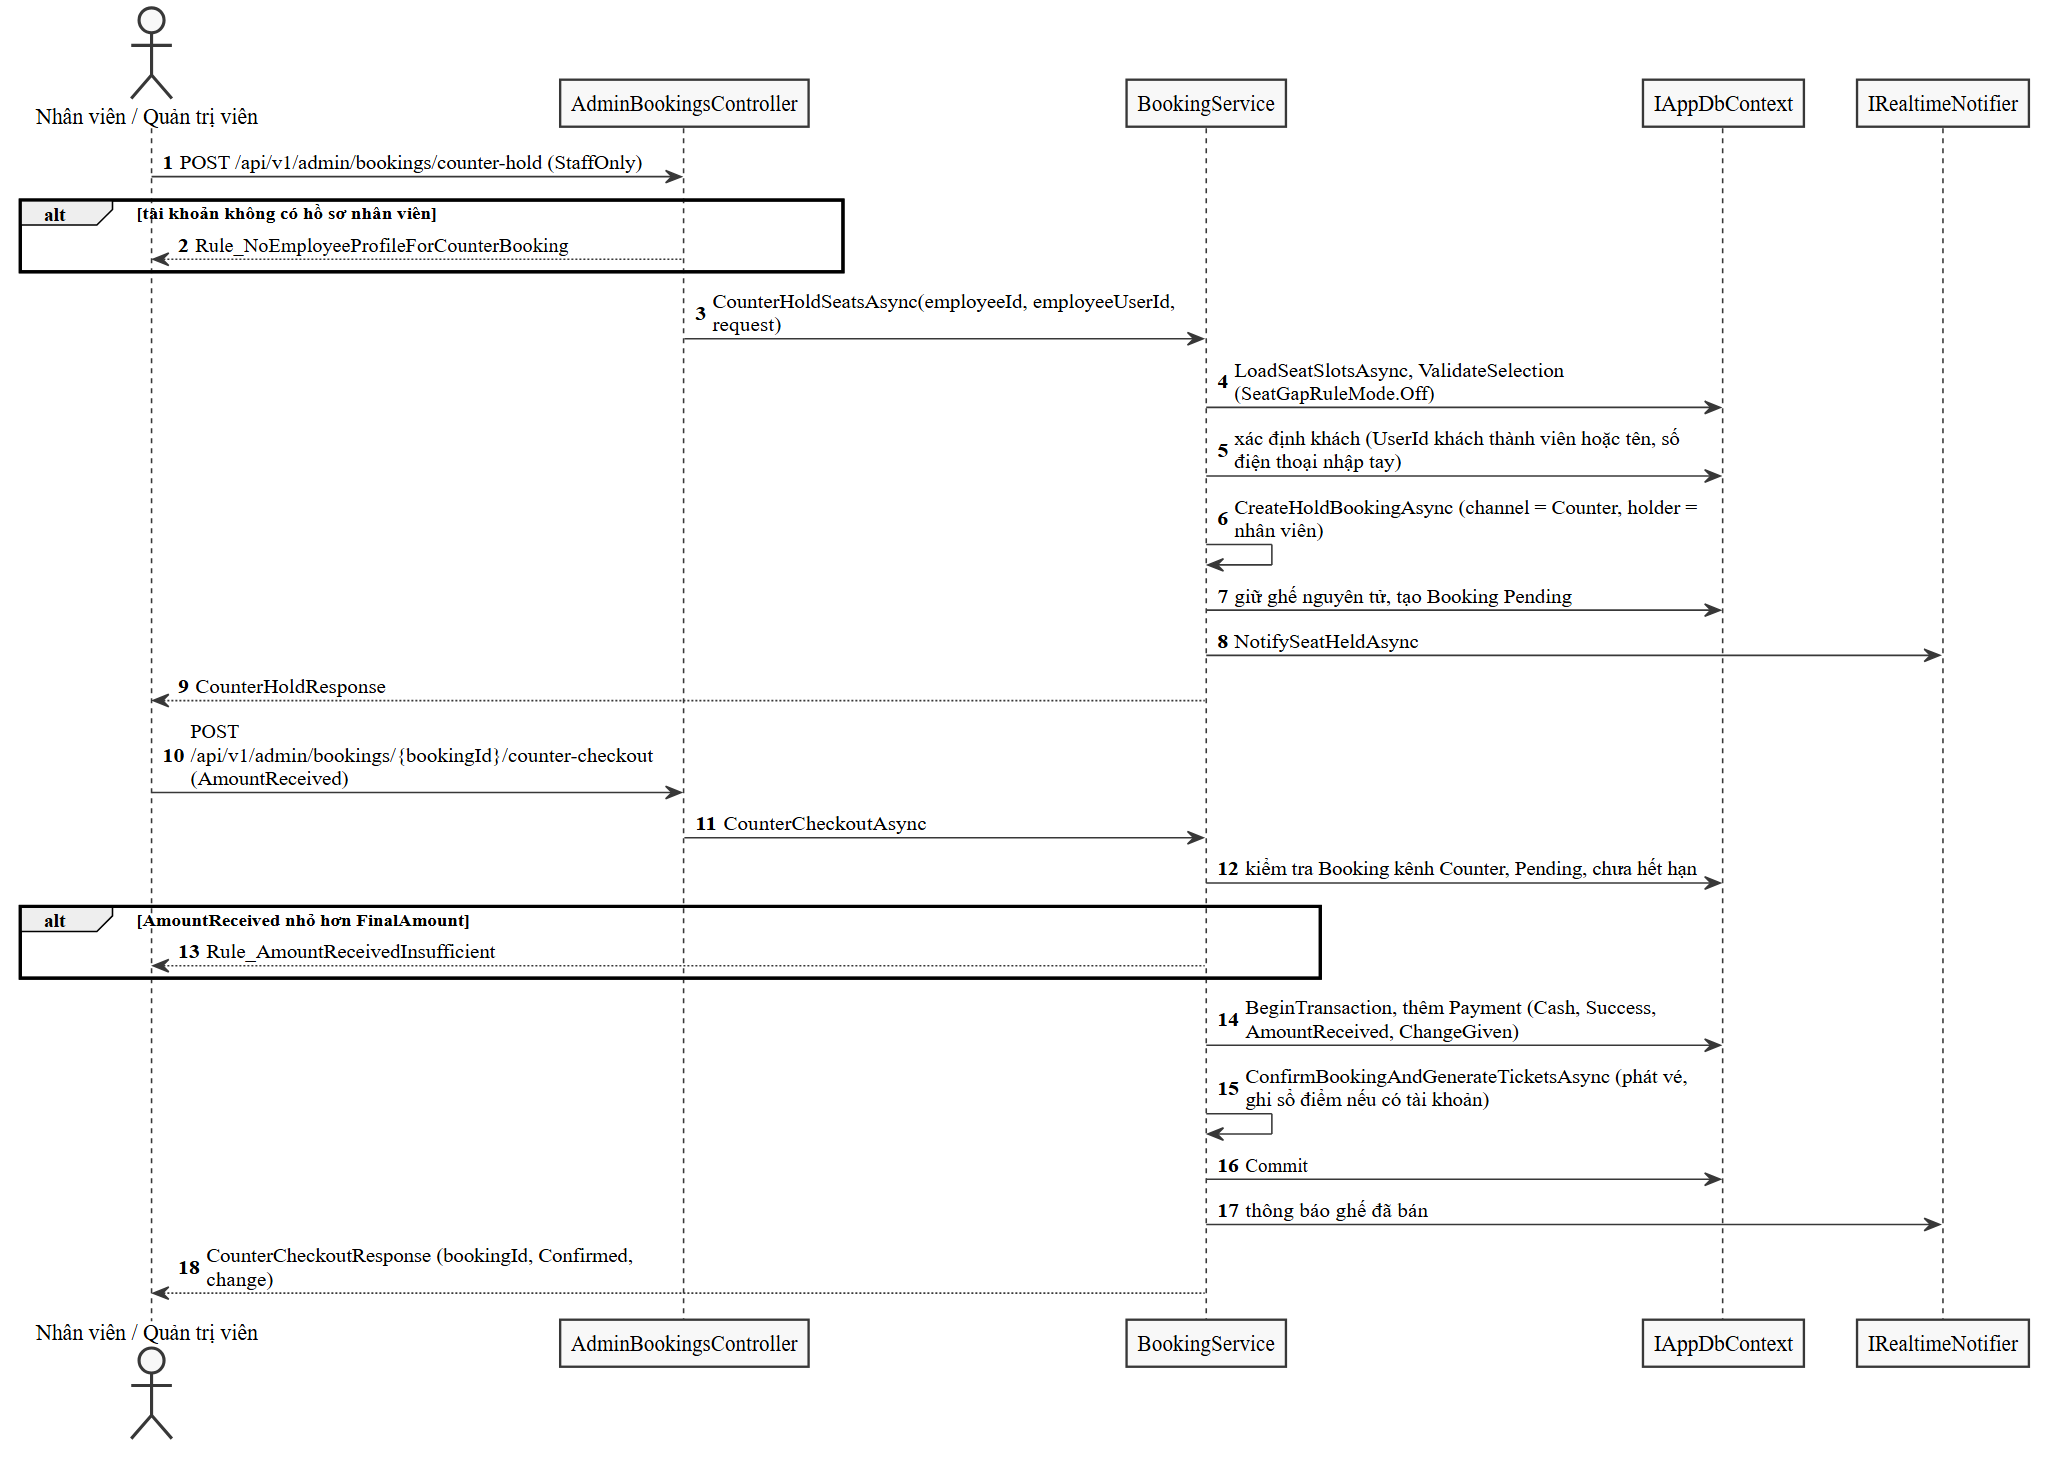 Nhân viên / Quản trị viên
AdminBookingsController
BookingService
IAppDbContext
IRealtimeNotifier
1 POST /api/v1/admin/bookings/counter-hold (StaffOnly)
alt [tài khoản không có hồ sơ nhân viên]
2 Rule_NoEmployeeProfileForCounterBooking
3 CounterHoldSeatsAsync(employeeId, employeeUserId,
request)
4 LoadSeatSlotsAsync, ValidateSelection
(SeatGapRuleMode.Off)
5 xác định khách (UserId khách thành viên hoặc tên, số
điện thoại nhập tay)
6 CreateHoldBookingAsync (channel = Counter, holder =
nhân viên)
7 giữ ghế nguyên tử, tạo Booking Pending
8 NotifySeatHeldAsync
9 CounterHoldResponse
POST
10 /api/v1/admin/bookings/{bookingId}/counter-checkout
(AmountReceived)
11 CounterCheckoutAsync
12 kiểm tra Booking kênh Counter, Pending, chưa hết hạn
alt [AmountReceived nhỏ hơn FinalAmount]
13 Rule_AmountReceivedInsufficient
14 BeginTransaction, thêm Payment (Cash, Success,
AmountReceived, ChangeGiven)
15 ConfirmBookingAndGenerateTicketsAsync (phát vé,
ghi sổ điểm nếu có tài khoản)
16 Commit
17 thông báo ghế đã bán
18 CounterCheckoutResponse (bookingId, Confirmed,
change)
Nhân viên / Quản trị viên
AdminBookingsController
BookingService
IAppDbContext
IRealtimeNotifier